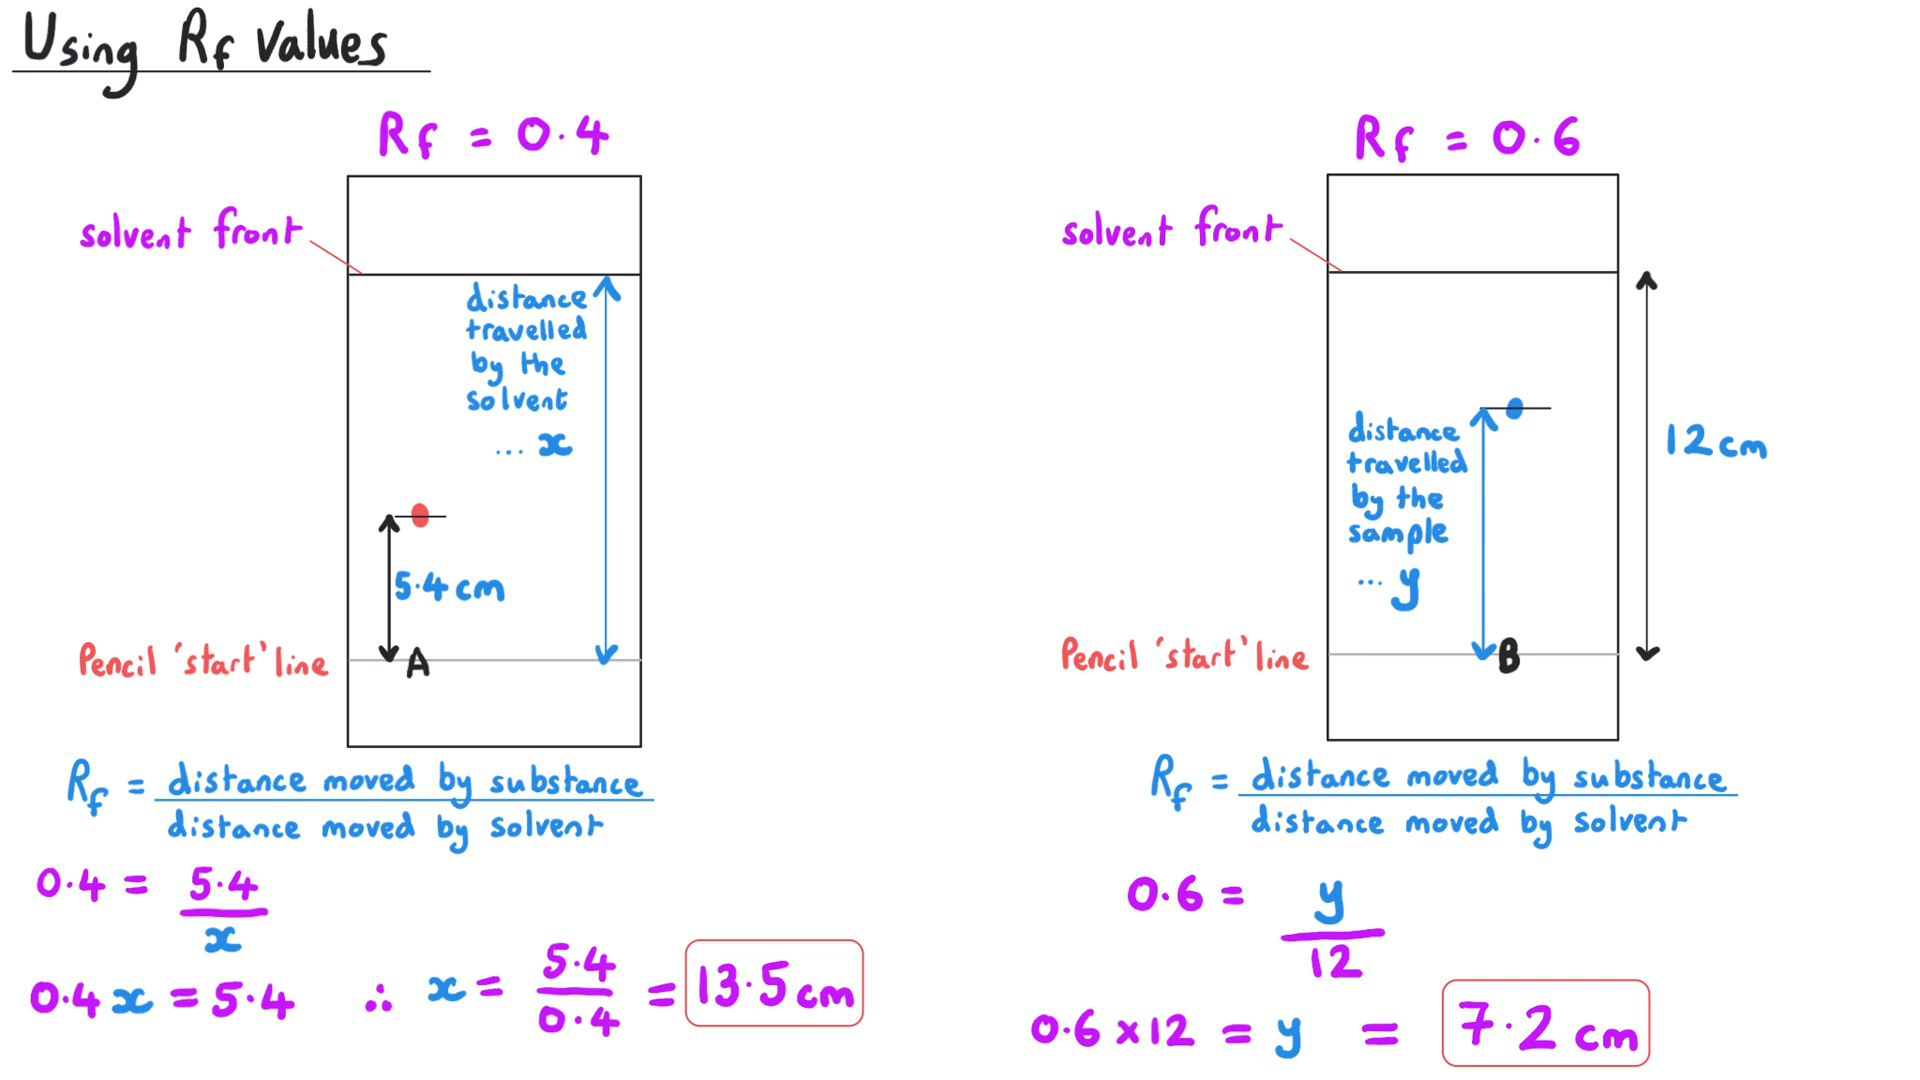 Using Rf Values
Rf = 0.4
solvent front
distance
travelled
by the
solvent
... x
5.4 cm
Pencil 'start' line
A
Rf = distance moved by substance
distance moved by solvent
0.4 = 5.4
x
0.4 x = 5.4 ∴ x = 5.4 / 0.4 = 13.5 cm
Rf = 0.6
solvent front
distance
travelled
by the
sample
... y
12 cm
Pencil 'start' line
B
Rf = distance moved by substance
distance moved by solvent
0.6 = y
12
0.6 x 12 = y = 7.2 cm